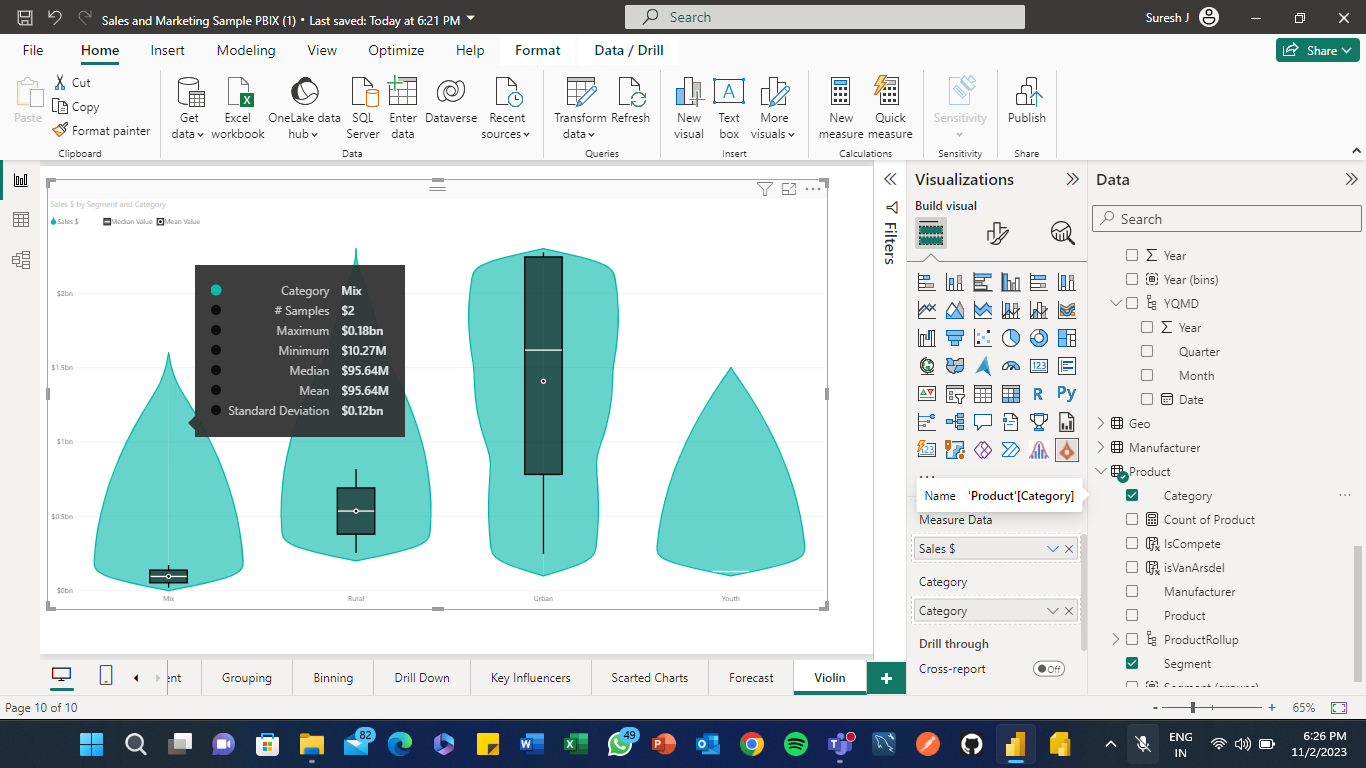 Sales and Marketing Sample PBIX (1) • Last saved: Today at 6:21 PM
Search
Suresh J
File Home Insert Modeling View Optimize Help Format Data / Drill
Share
Paste
Cut
Copy
Format painter
Clipboard
Get data
Excel workbook
OneLake data hub
SQL Server
Enter data
Dataverse
Recent sources
Data
Transform data
Refresh
Queries
New visual
Text box
More visuals
Insert
New measure
Quick measure
Calculations
Sensitivity
Sensitivity
Publish
Share
Sales $ by Segment and Category
Sales $ Median Value Mean Value
$2bn
$1.5bn
$1bn
$0.5bn
$0bn
Mix Rural Urban Youth
Category Mix
# Samples $2
Maximum $0.18bn
Minimum $10.27M
Median $95.64M
Mean $95.64M
Standard Deviation $0.12bn
Filters
Visualizations
Build visual
123
R
Py
123
Name 'Product'[Category]
Measure Data
Sales $
Category
Category
Drill through
Cross-report
Off
Data
Search
Year
Year (bins)
YQMD
Year
Quarter
Month
Date
Geo
Manufacturer
Product
Category
Count of Product
IsCompete
isVanArsdel
Manufacturer
Product
ProductRollup
Segment
ent Grouping Binning Drill Down Key Influencers Scarted Charts Forecast Violin
Page 10 of 10
- + 65%
82
49
ENG
IN
6:26 PM
11/2/2023